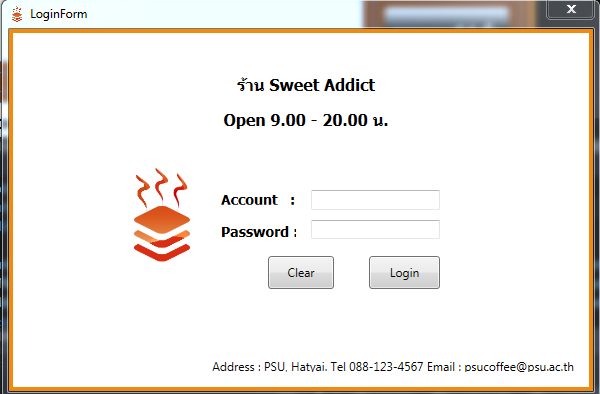 LoginForm
ร้าน Sweet Addict
Open 9.00 - 20.00 น.
Account :
Password :
Clear Login
Address : PSU, Hatyai. Tel 088-123-4567 Email : psucoffee@psu.ac.th